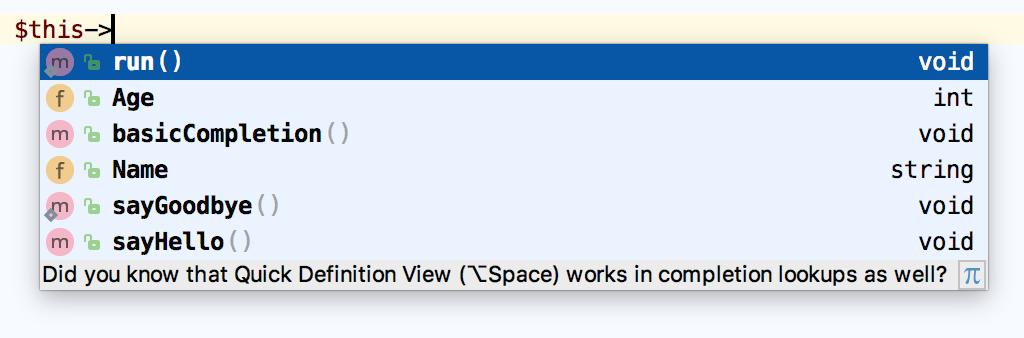 $this->
m run() void
f Age int
m basicCompletion() void
f Name string
m sayGoodbye() void
m sayHello() void
Did you know that Quick Definition View (⌥Space) works in completion lookups as well? π